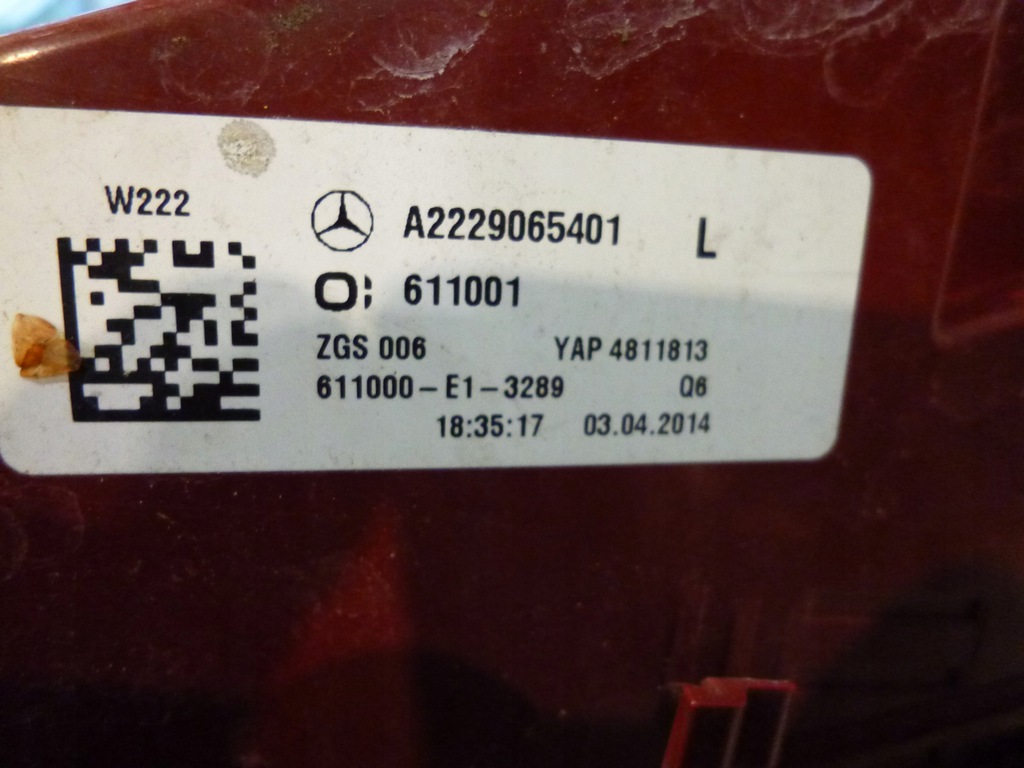 W222
A2229065401 L
O: 611001
ZGS 006 YAP 4811813
611000-E1-3289 Q6
18:35:17 03.04.2014